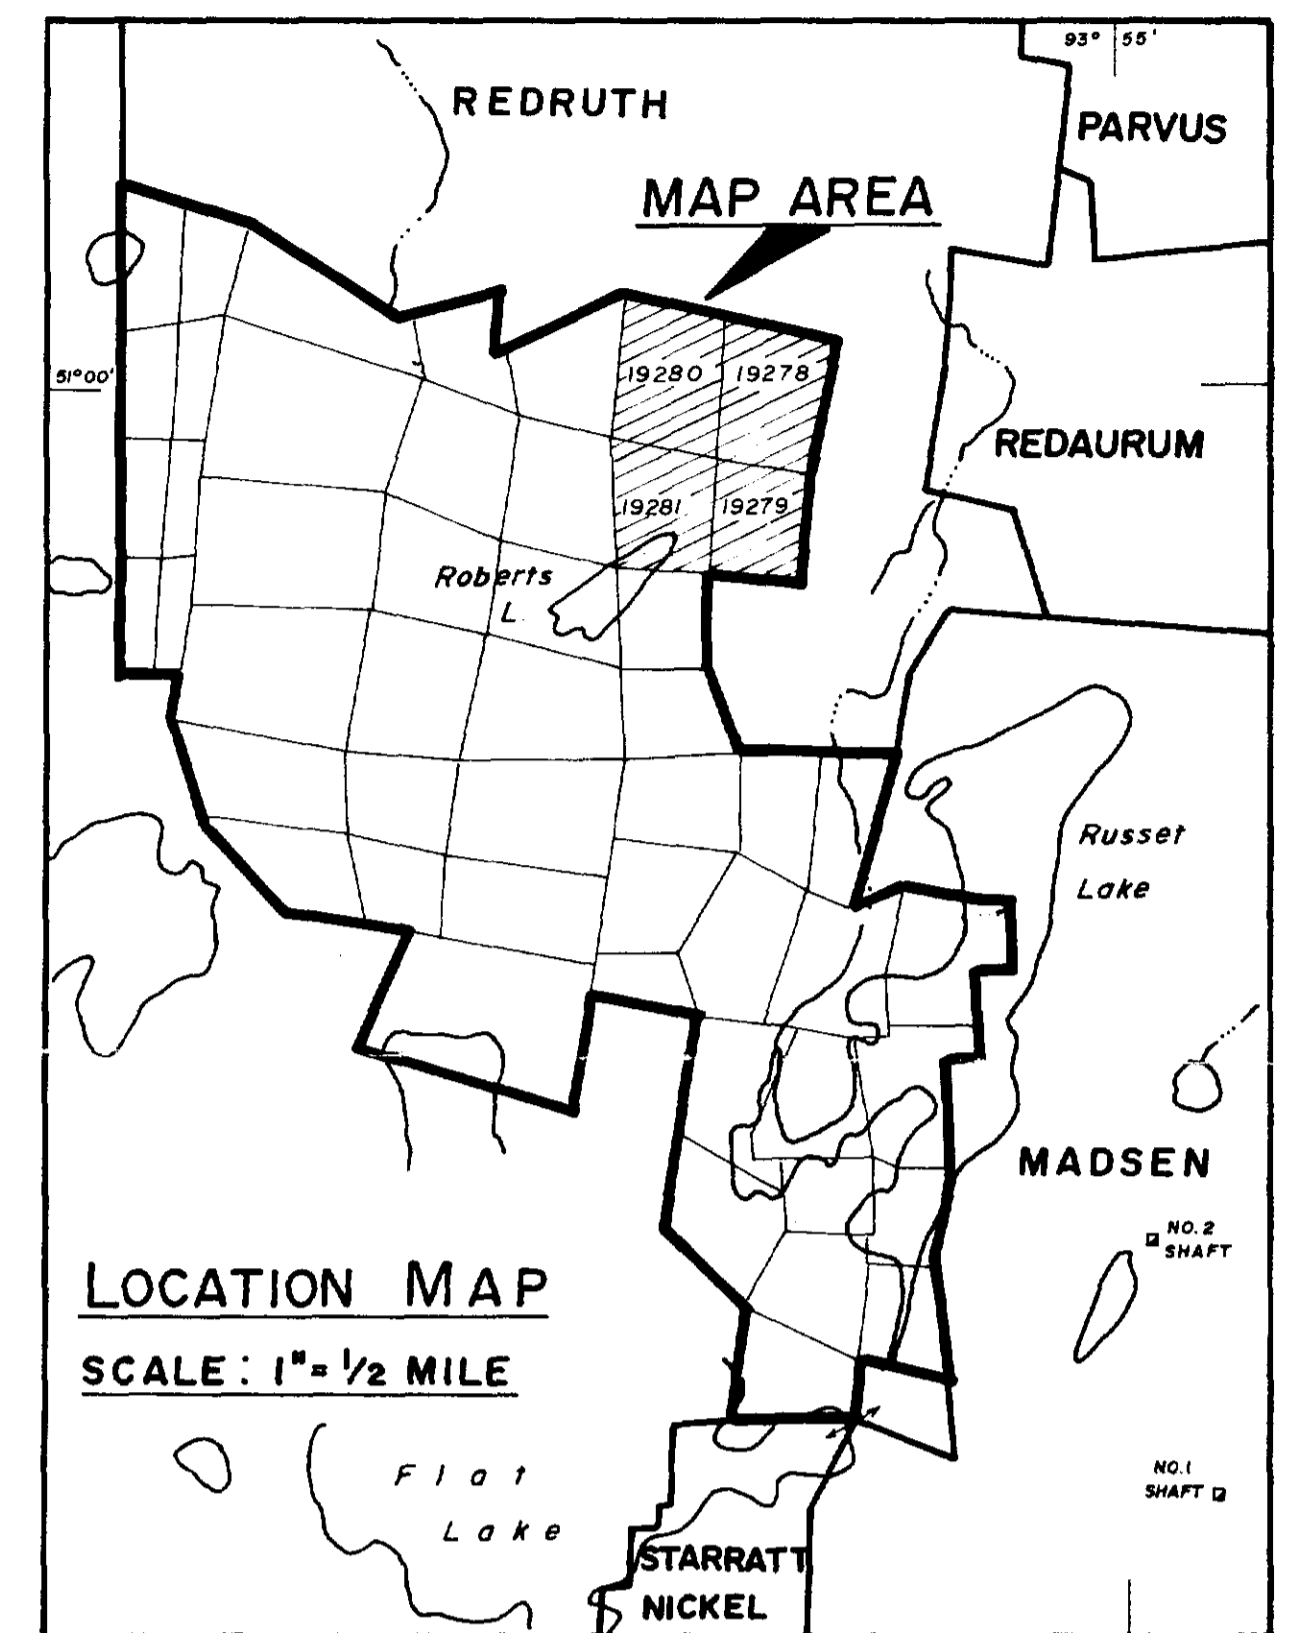 93° 55'
REDRUTH
PARVUS
MAP AREA
51°00'
19280 19278
REDAURUM
19281 19279
Roberts
L.
Russet
Lake
MADSEN
NO. 2
SHAFT
LOCATION MAP
SCALE: 1"= 1/2 MILE
Flat
Lake
NO. 1
SHAFT
STARRATT
NICKEL